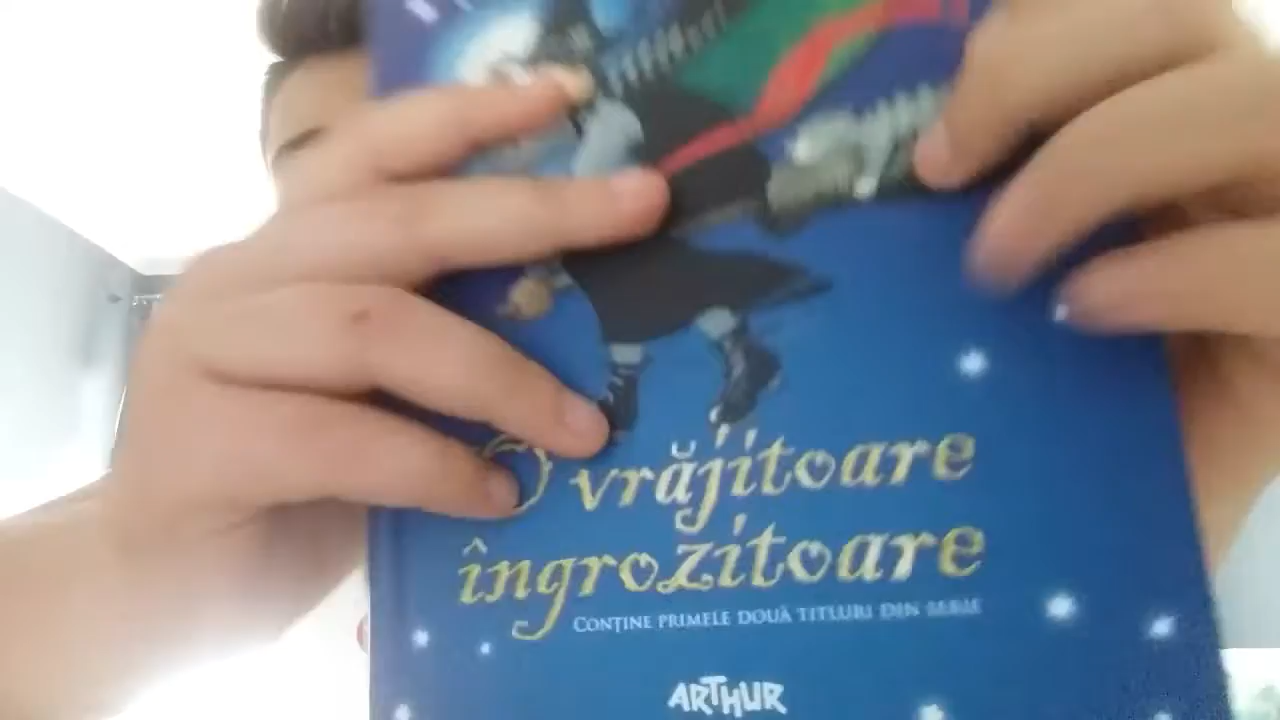 O vrăjitoare
îngrozitoare
CONȚINE PRIMELE DOUĂ TITLURI DIN SERIE
ARTHUR